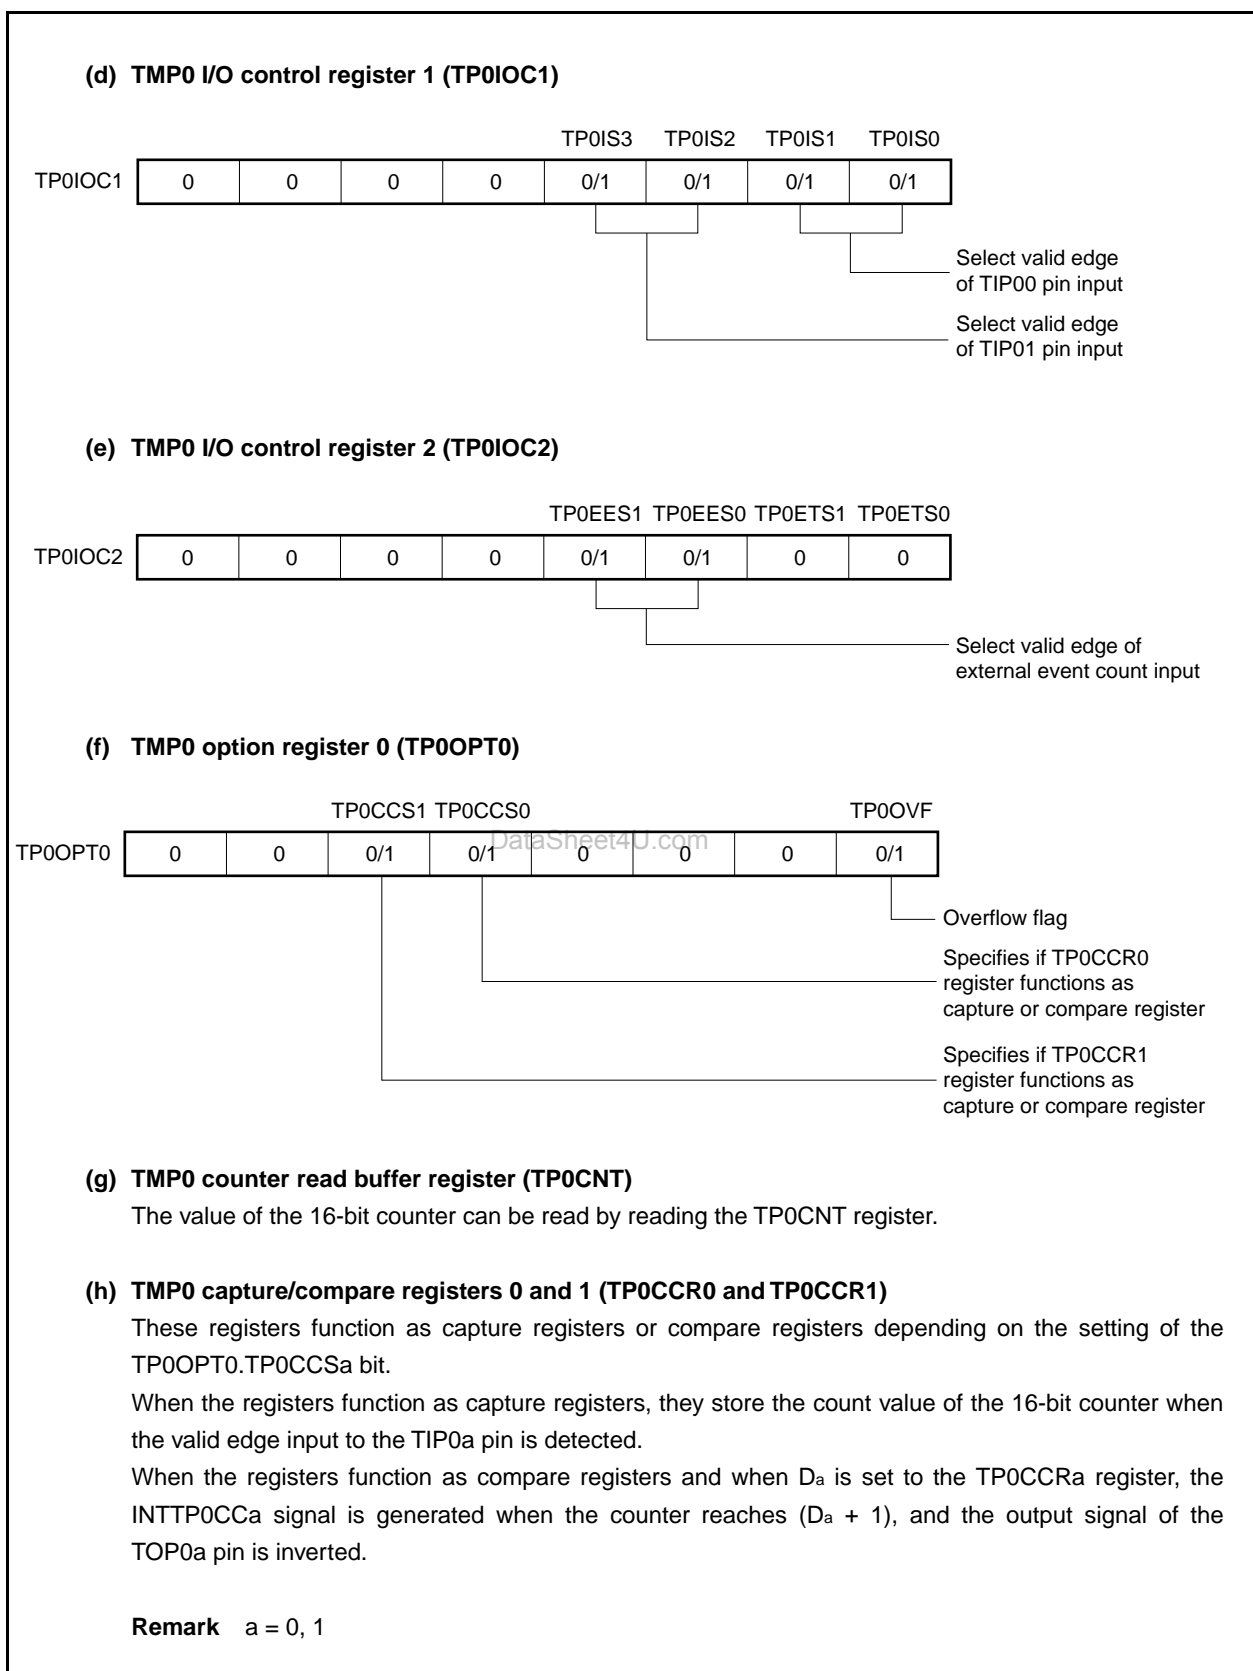 (d) TMP0 I/O control register 1 (TP0IOC1)
TP0IS3 TP0IS2 TP0IS1 TP0IS0
TP0IOC1 0 0 0 0 0/1 0/1 0/1 0/1
Select valid edge
of TIP00 pin input
Select valid edge
of TIP01 pin input
(e) TMP0 I/O control register 2 (TP0IOC2)
TP0EES1 TP0EES0 TP0ETS1 TP0ETS0
TP0IOC2 0 0 0 0 0/1 0/1 0 0
Select valid edge of
external event count input
(f) TMP0 option register 0 (TP0OPT0)
TP0CCS1 TP0CCS0 TP0OVF
DataSheet4U.com
TP0OPT0 0 0 0/1 0/1 0 0 0 0/1
Overflow flag
Specifies if TP0CCR0
register functions as
capture or compare register
Specifies if TP0CCR1
register functions as
capture or compare register
(g) TMP0 counter read buffer register (TP0CNT)
The value of the 16-bit counter can be read by reading the TP0CNT register.
(h) TMP0 capture/compare registers 0 and 1 (TP0CCR0 and TP0CCR1)
These registers function as capture registers or compare registers depending on the setting of the
TP0OPT0.TP0CCSa bit.
When the registers function as capture registers, they store the count value of the 16-bit counter when
the valid edge input to the TIP0a pin is detected.
When the registers function as compare registers and when Da is set to the TP0CCRa register, the
INTTP0CCa signal is generated when the counter reaches (Da + 1), and the output signal of the
TOP0a pin is inverted.
Remark a = 0, 1